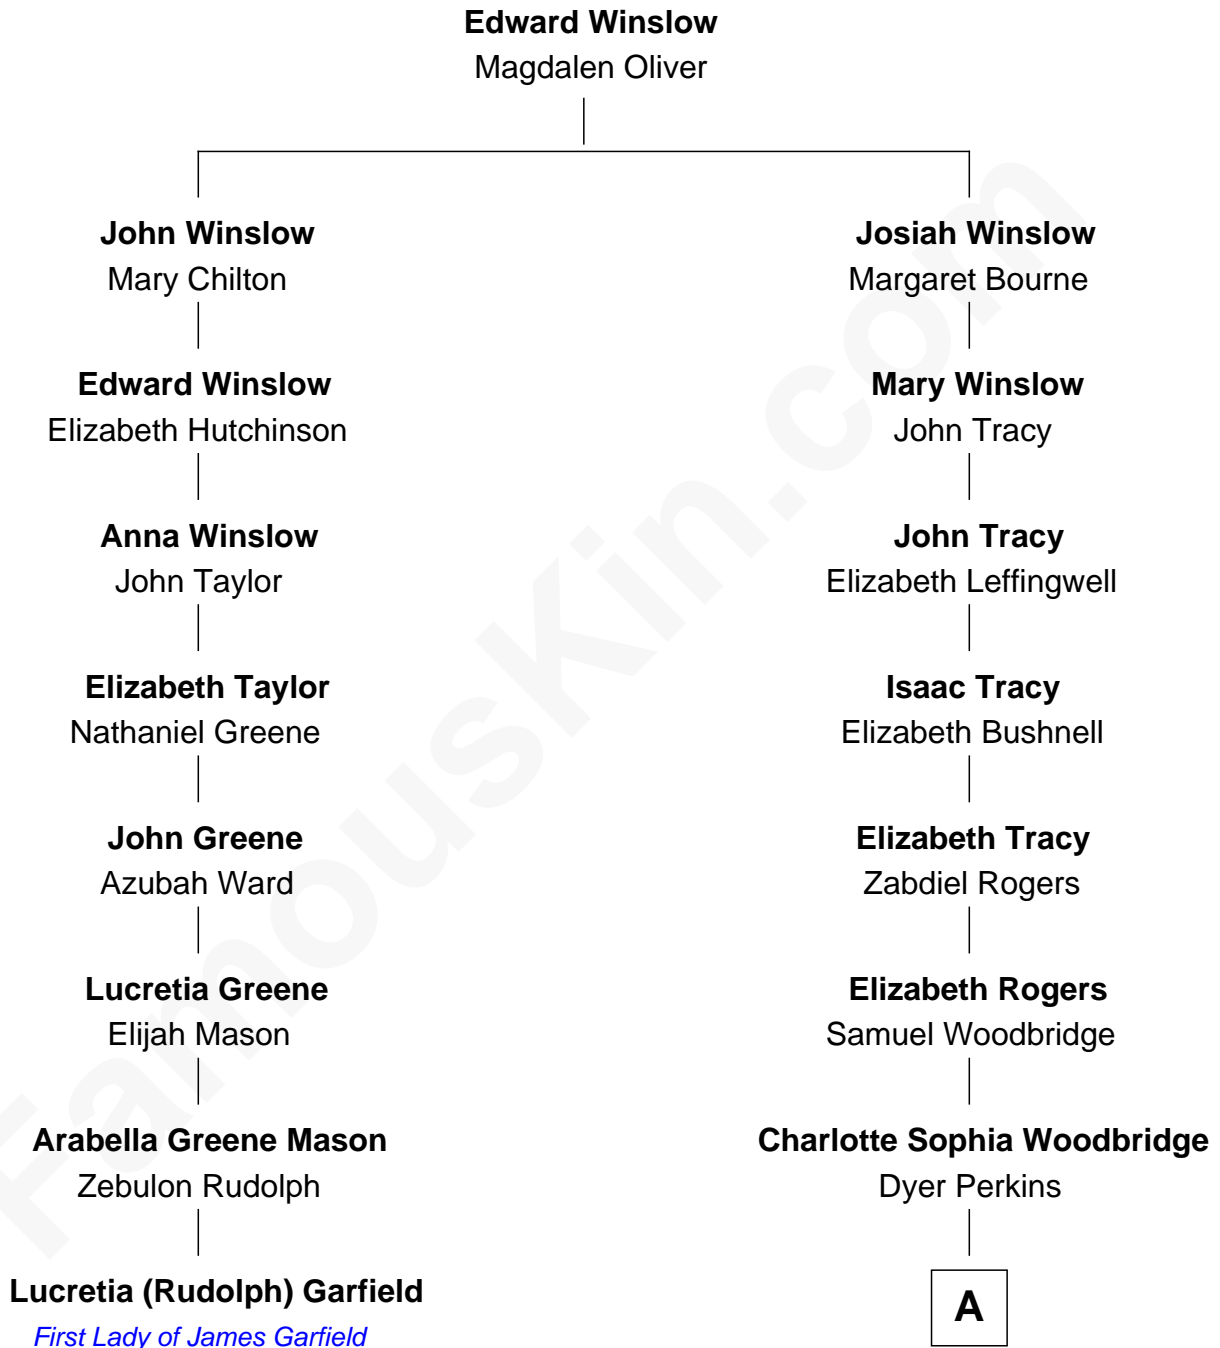 Edward Winslow
Magdalen Oliver
John Winslow
Mary Chilton
Josiah Winslow
Margaret Bourne
Edward Winslow
Elizabeth Hutchinson
Mary Winslow
John Tracy
Anna Winslow
John Taylor
John Tracy
Elizabeth Leffingwell
Elizabeth Taylor
Nathaniel Greene
Isaac Tracy
Elizabeth Bushnell
John Greene
Azubah Ward
Elizabeth Tracy
Zabdiel Rogers
Lucretia Greene
Elijah Mason
Elizabeth Rogers
Samuel Woodbridge
Arabella Greene Mason
Zebulon Rudolph
Charlotte Sophia Woodbridge
Dyer Perkins
Lucretia (Rudolph) Garfield
First Lady of James Garfield
A
FamousKin.com